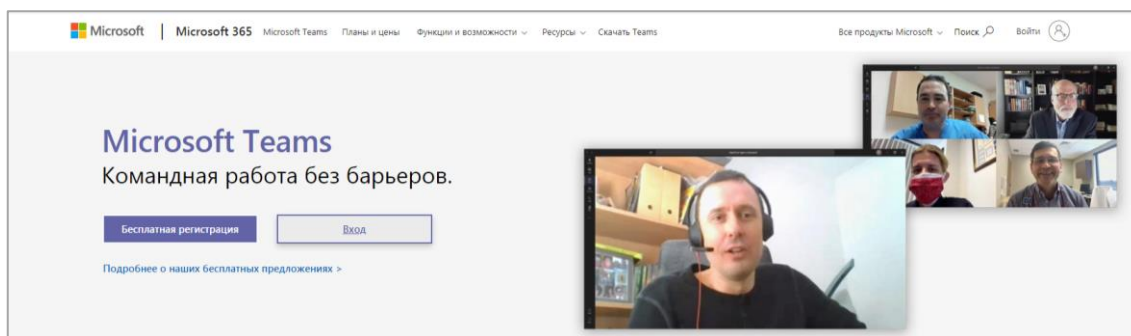 Microsoft | Microsoft 365 Microsoft Teams Планы и цены Функции и возможности Ресурсы Скачать Teams Все продукты Microsoft Поиск Войти
Microsoft Teams
Командная работа без барьеров.
Бесплатная регистрация Вход
Подробнее о наших бесплатных предложениях >